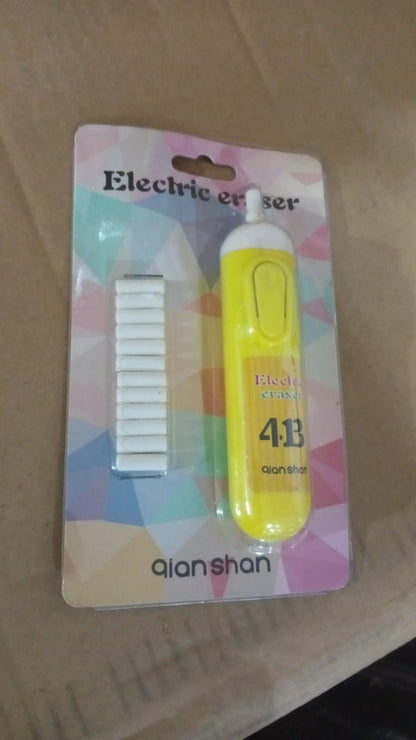 Electric eraser
Electric
eraser
4B
qianshan
qianshan